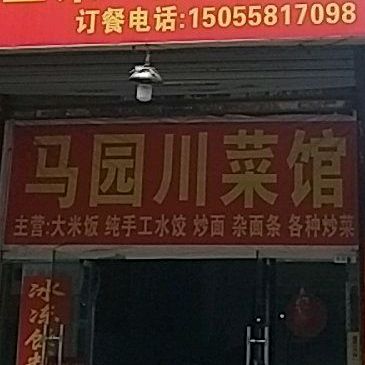 订餐电话:15055817098
马园川菜馆
主营:大米饭 纯手工水饺 炒面 杂面条 各种炒菜
冰冻